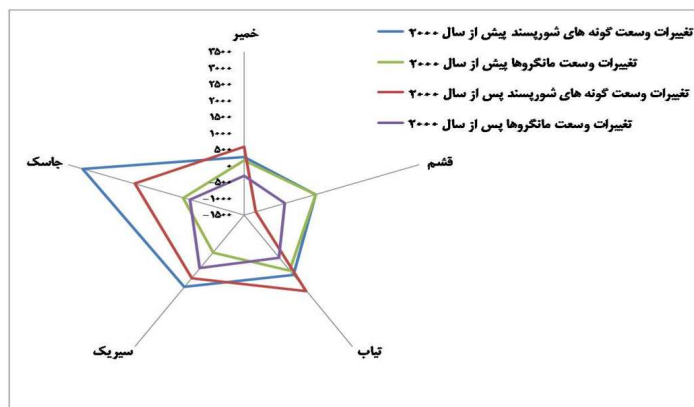 خمیر
۳۵۰۰
۳۰۰۰
۲۵۰۰
۲۰۰۰
۱۵۰۰
۱۰۰۰
۵۰۰
۰
-۵۰۰
-۱۰۰۰
-۱۵۰۰
تغییرات وسعت گونه های شورپسند پیش از سال ۲۰۰۰
تغییرات وسعت مانگروها پیش از سال ۲۰۰۰
تغییرات وسعت گونه های شورپسند پس از سال ۲۰۰۰
تغییرات وسعت مانگروها پس از سال ۲۰۰۰
قشم
جاسک
سیریک
تیاب